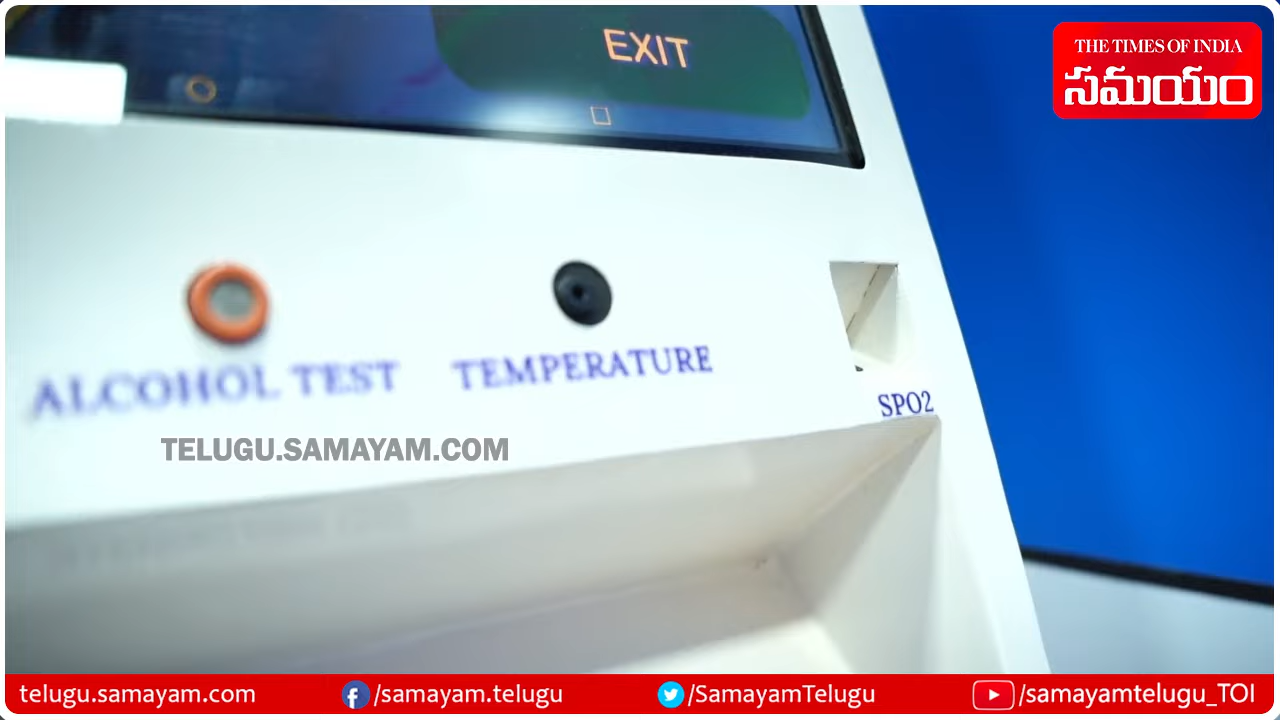 EXIT
THE TIMES OF INDIA
సమయం
ALCOHOL TEST
TEMPERATURE
SPO2
TELUGU.SAMAYAM.COM
telugu.samayam.com
/samayam.telugu
/SamayamTelugu
/samayamtelugu_TOI